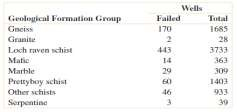 Wells
Geological Formation Group Failed Total
Gneiss 170 1685
Granite 2 28
Loch raven schist 443 3733
Mafic 14 363
Marble 29 309
Prettyboy schist 60 1403
Other schists 46 933
Serpentine 3 39